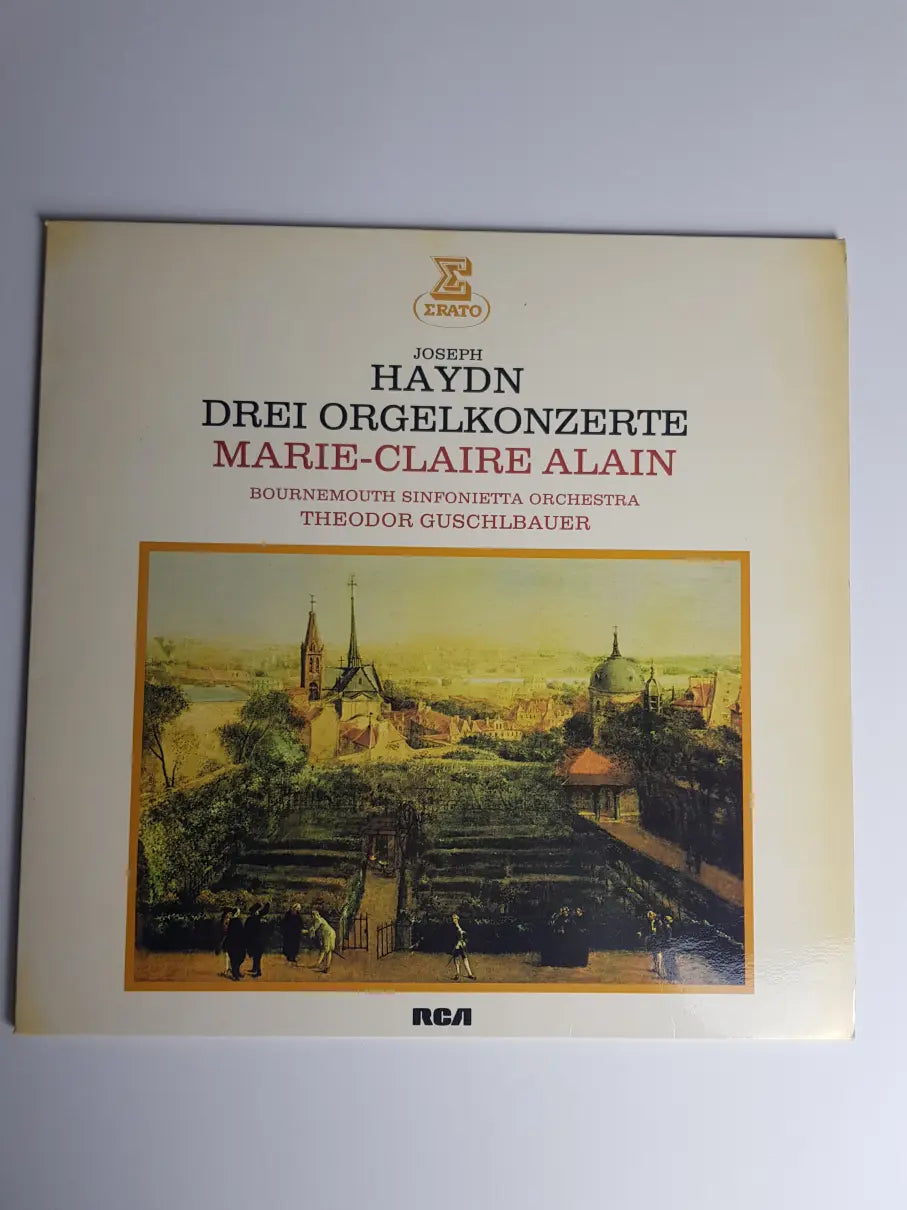 Σ
ΣRATO
JOSEPH
HAYDN
DREI ORGELKONZERTE
MARIE-CLAIRE ALAIN
BOURNEMOUTH SINFONIETTA ORCHESTRA
THEODOR GUSCHLBAUER
RCA